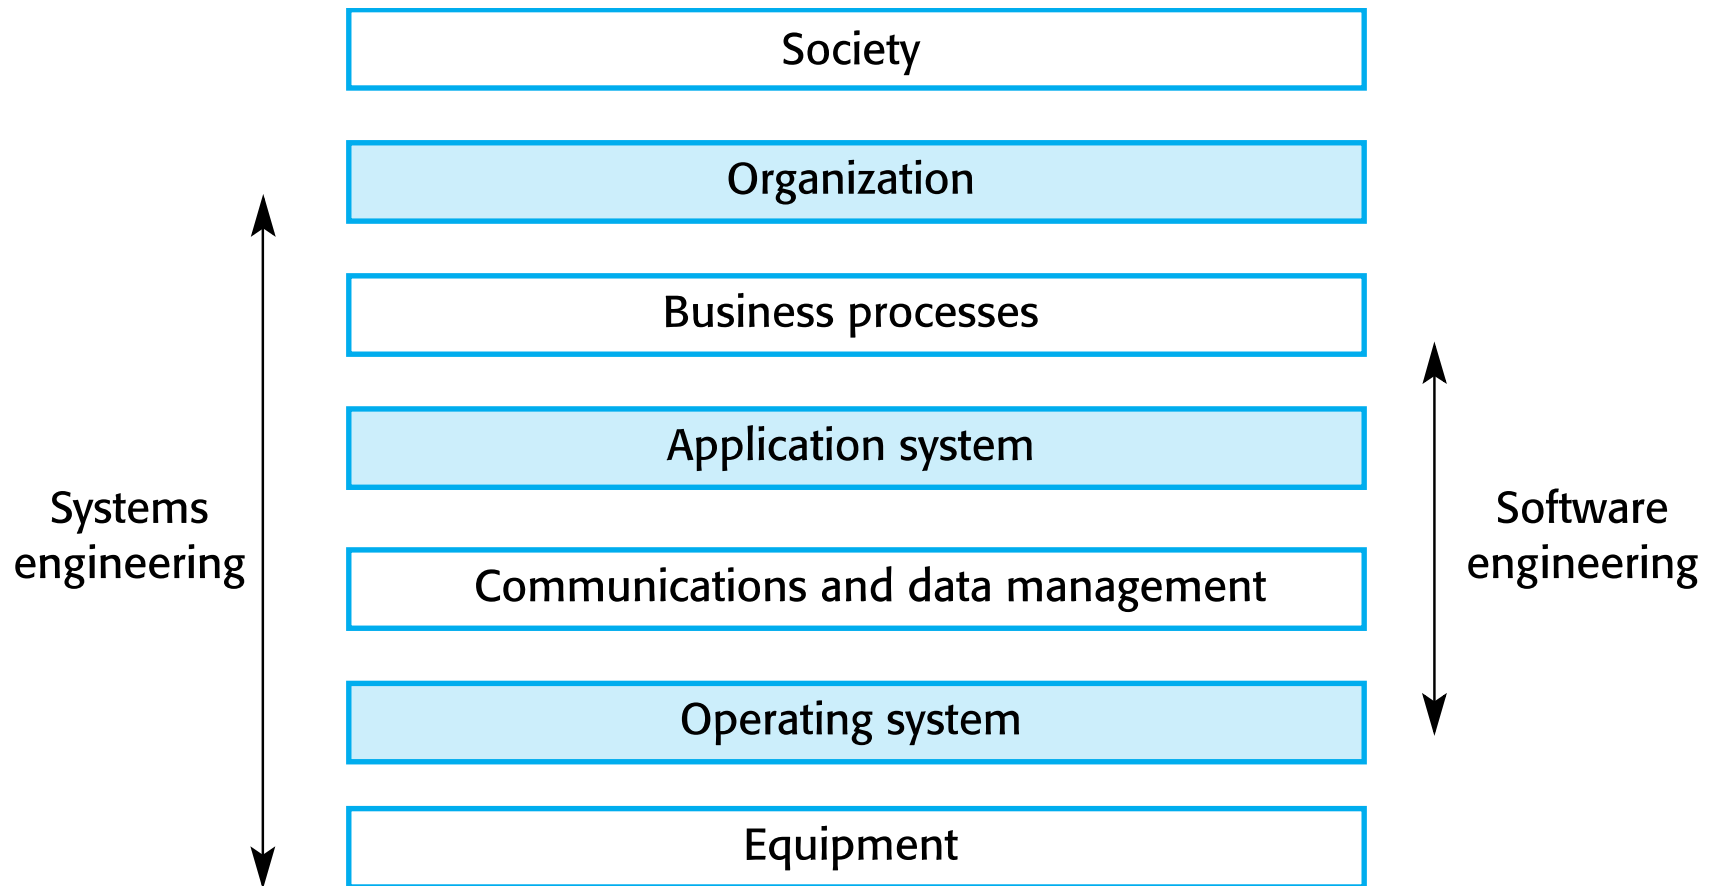 Society
Organization
Business processes
Application system
Systems
engineering
Software
engineering
Communications and data management
Operating system
Equipment